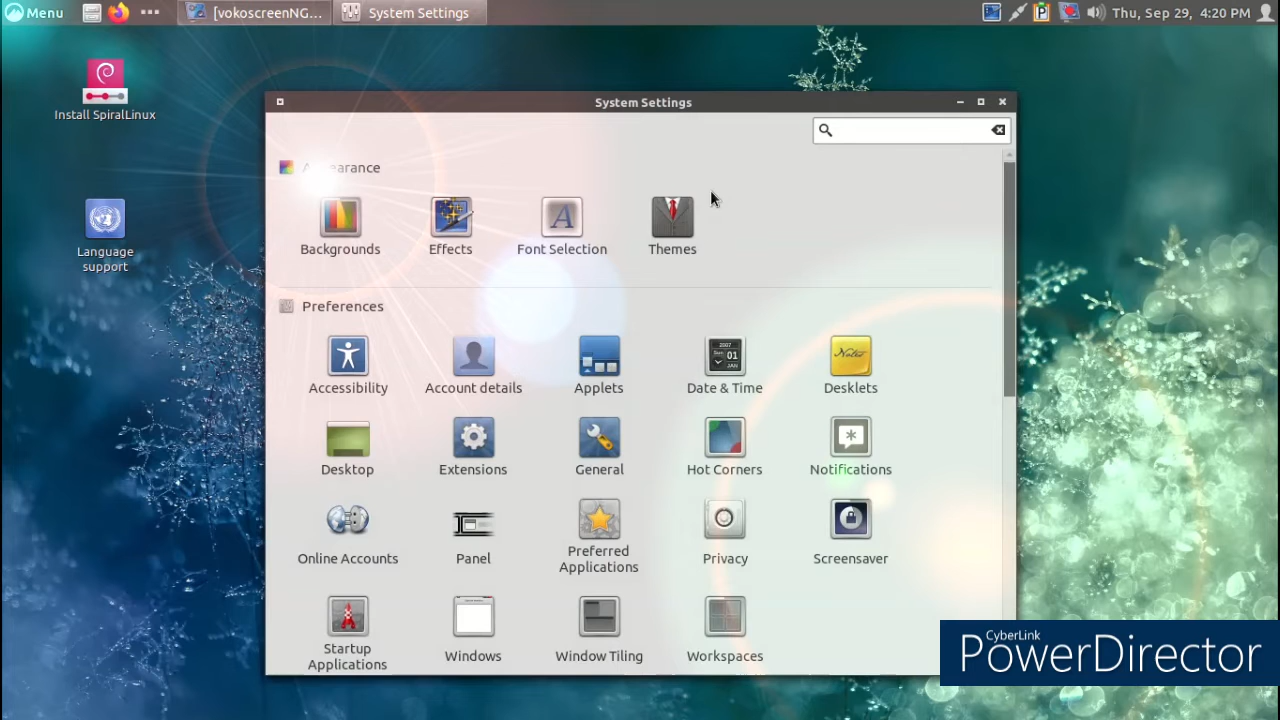 Menu
[vokoscreenNG...
System Settings
Thu, Sep 29, 4:20 PM
Install SpiralLinux
Language
support
System Settings
Appearance
Backgrounds
Effects
Font Selection
Themes
Preferences
Accessibility
Account details
Applets
Date & Time
Desklets
Desktop
Extensions
General
Hot Corners
Notifications
Online Accounts
Panel
Preferred
Applications
Privacy
Screensaver
Startup
Applications
Windows
Window Tiling
Workspaces
CyberLink
PowerDirector